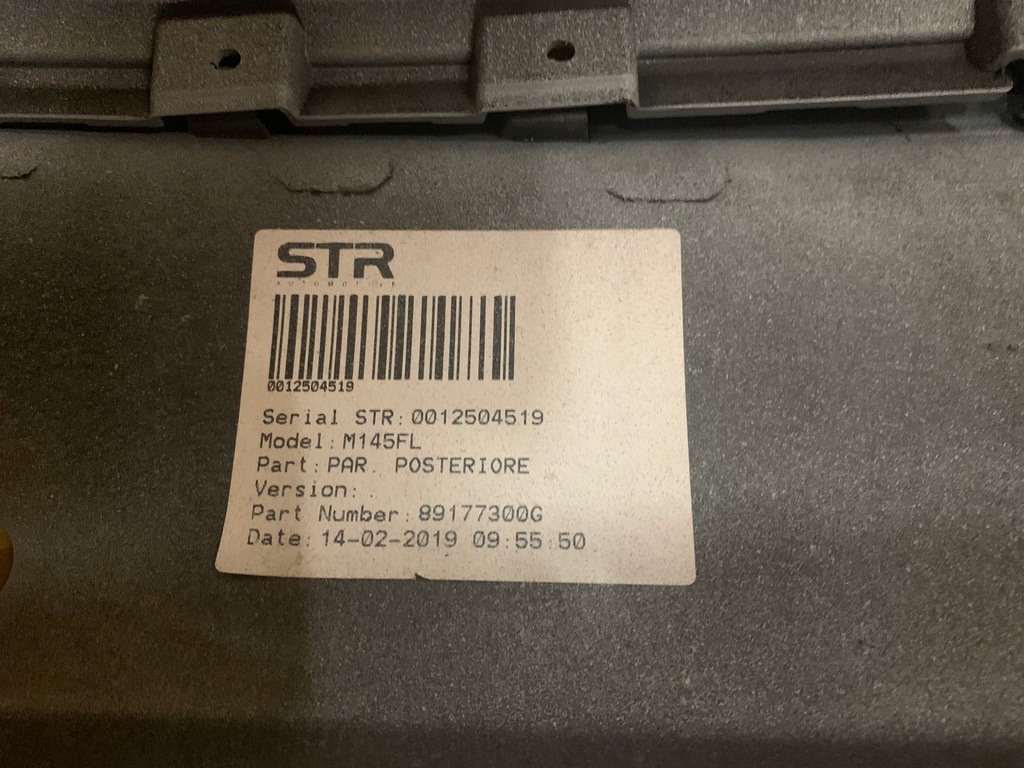 STR
AUTOMOTIVE
0012504519
Serial STR: 0012504519
Model: M145FL
Part: PAR. POSTERIORE
Version: .
Part Number: 89177300G
Date: 14-02-2019 09:55:50